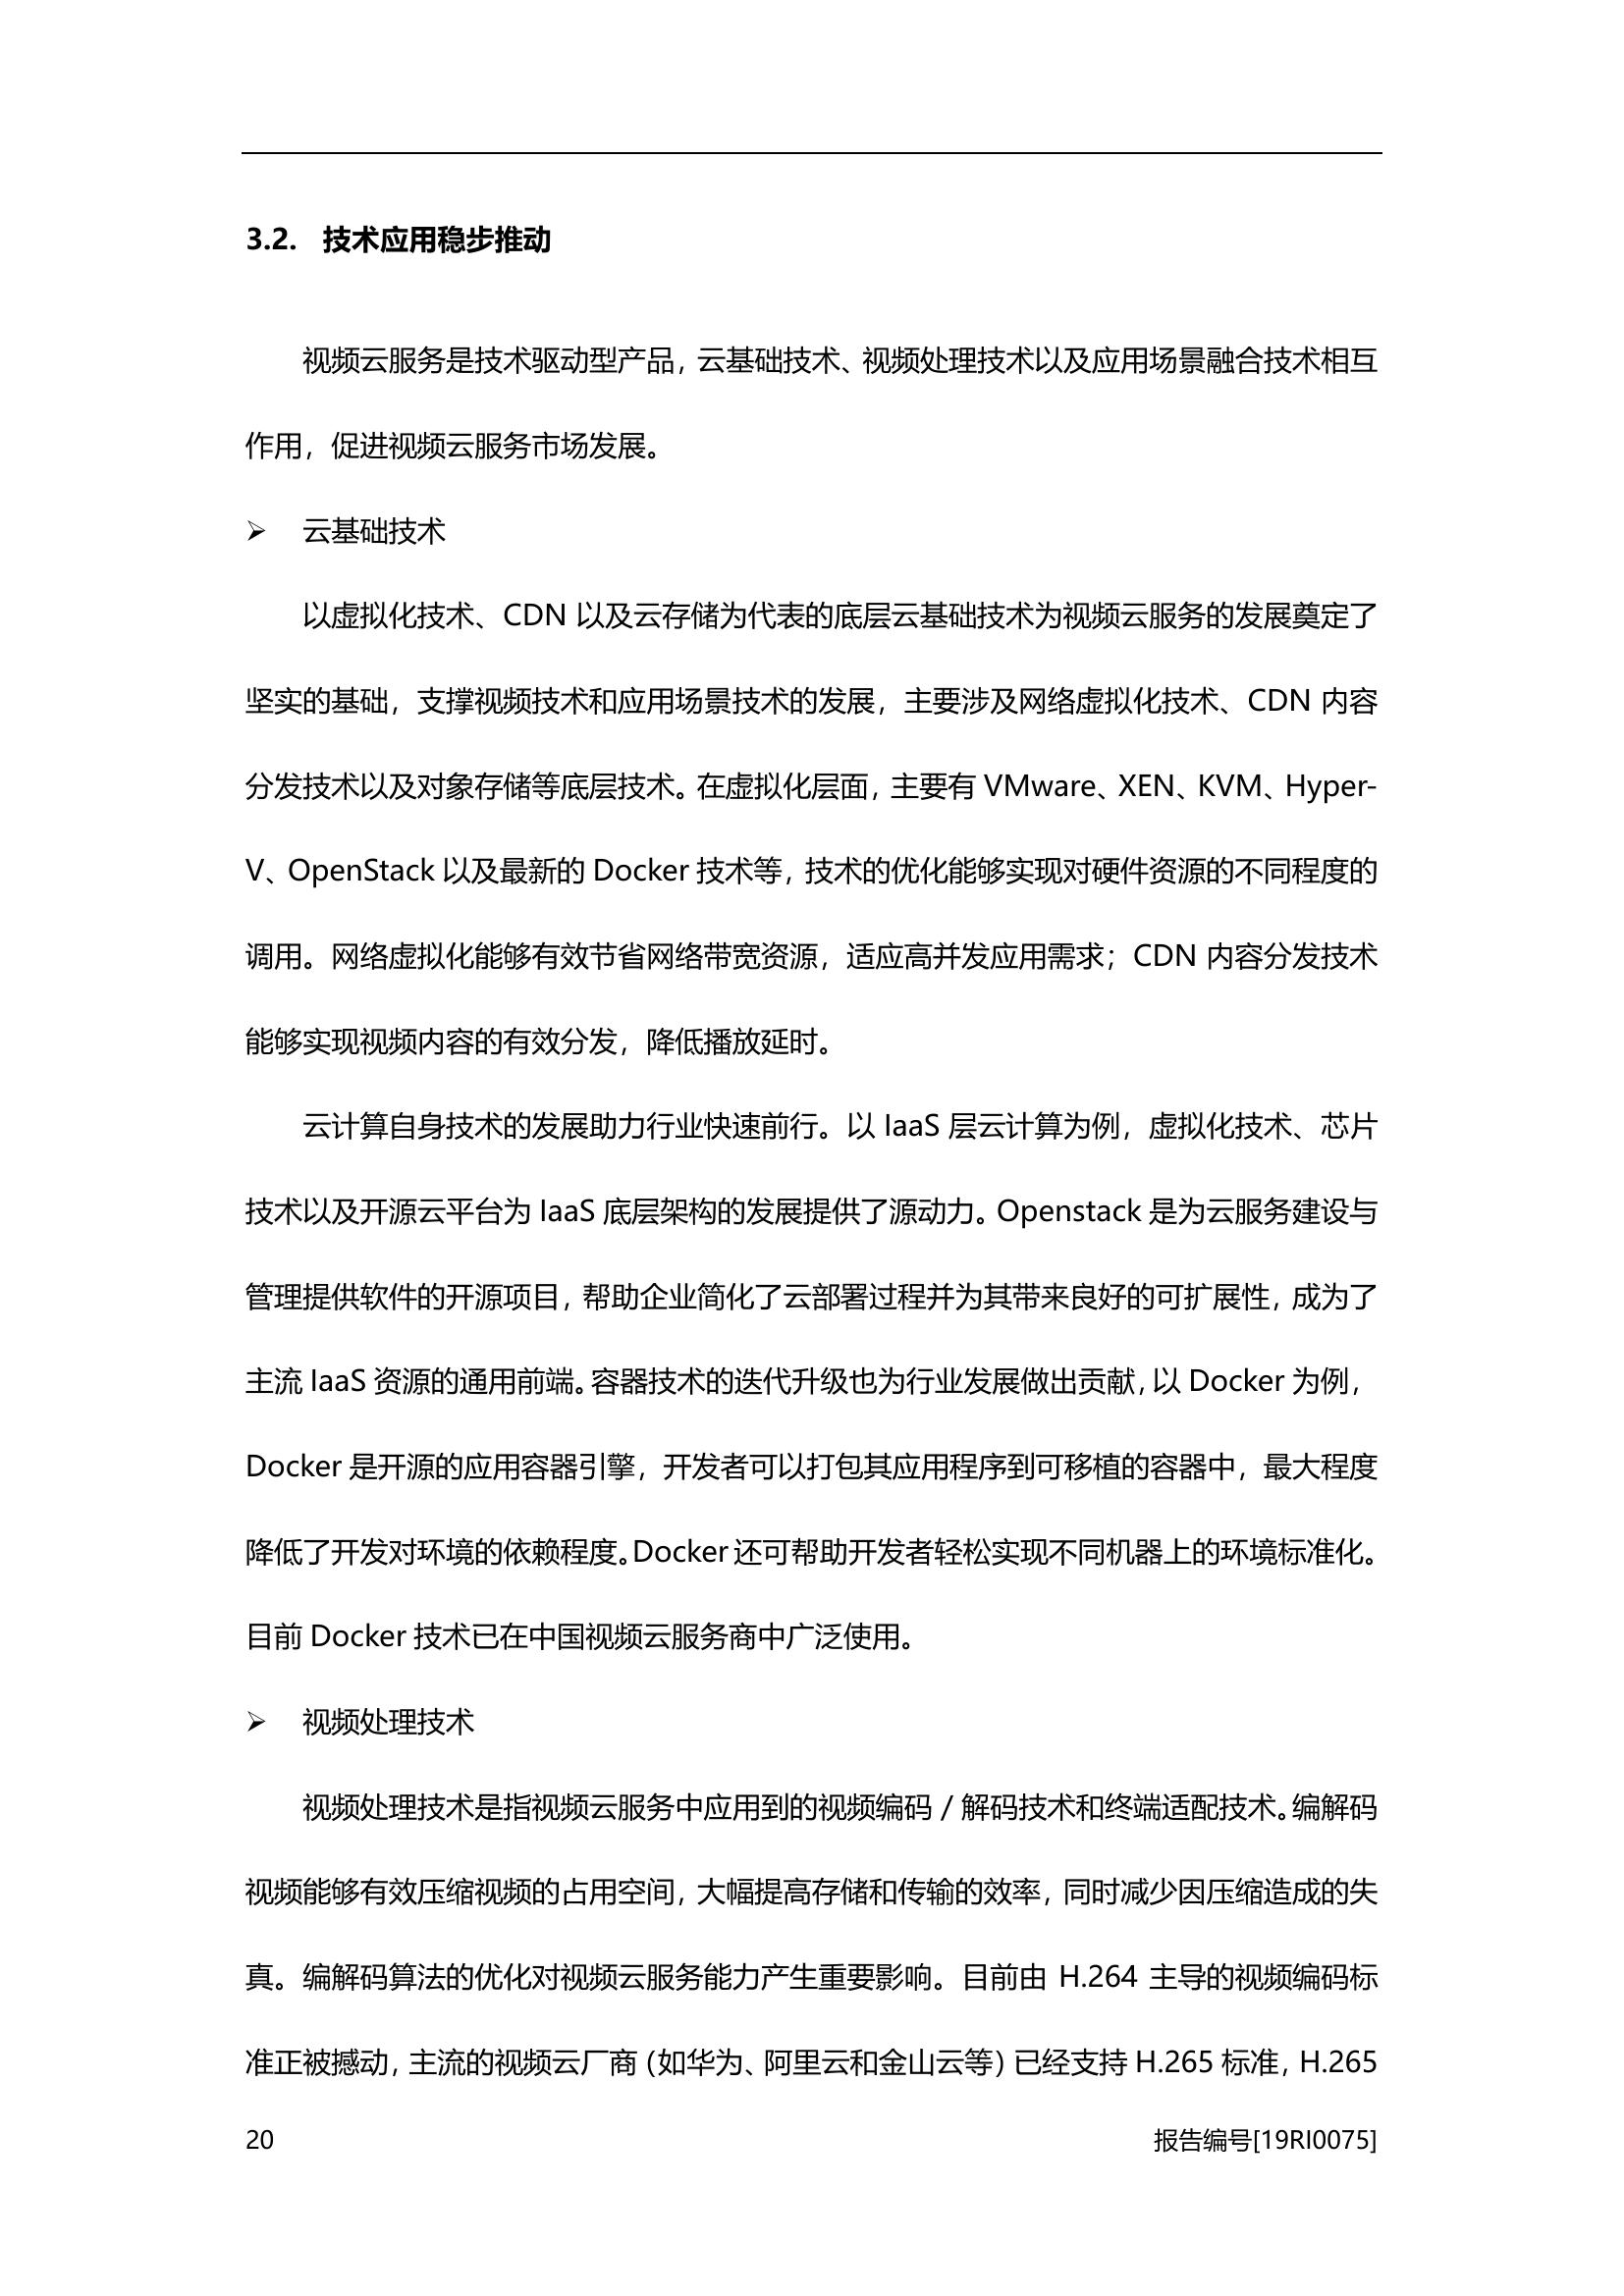 3.2. 技术应用稳步推动
视频云服务是技术驱动型产品，云基础技术、视频处理技术以及应用场景融合技术相互
作用，促进视频云服务市场发展。
➢ 云基础技术
以虚拟化技术、CDN 以及云存储为代表的底层云基础技术为视频云服务的发展奠定了
坚实的基础，支撑视频技术和应用场景技术的发展，主要涉及网络虚拟化技术、CDN 内容
分发技术以及对象存储等底层技术。在虚拟化层面，主要有 VMware、XEN、KVM、Hyper-
V、OpenStack 以及最新的 Docker 技术等，技术的优化能够实现对硬件资源的不同程度的
调用。网络虚拟化能够有效节省网络带宽资源，适应高并发应用需求；CDN 内容分发技术
能够实现视频内容的有效分发，降低播放延时。
云计算自身技术的发展助力行业快速前行。以 IaaS 层云计算为例，虚拟化技术、芯片
技术以及开源云平台为 IaaS 底层架构的发展提供了源动力。Openstack 是为云服务建设与
管理提供软件的开源项目，帮助企业简化了云部署过程并为其带来良好的可扩展性，成为了
主流 IaaS 资源的通用前端。容器技术的迭代升级也为行业发展做出贡献，以 Docker 为例，
Docker 是开源的应用容器引擎，开发者可以打包其应用程序到可移植的容器中，最大程度
降低了开发对环境的依赖程度。Docker 还可帮助开发者轻松实现不同机器上的环境标准化。
目前 Docker 技术已在中国视频云服务商中广泛使用。
➢ 视频处理技术
视频处理技术是指视频云服务中应用到的视频编码 / 解码技术和终端适配技术。编解码
视频能够有效压缩视频的占用空间，大幅提高存储和传输的效率，同时减少因压缩造成的失
真。编解码算法的优化对视频云服务能力产生重要影响。目前由 H.264 主导的视频编码标
准正被撼动，主流的视频云厂商（如华为、阿里云和金山云等）已经支持 H.265 标准，H.265
20 报告编号[19RI0075]